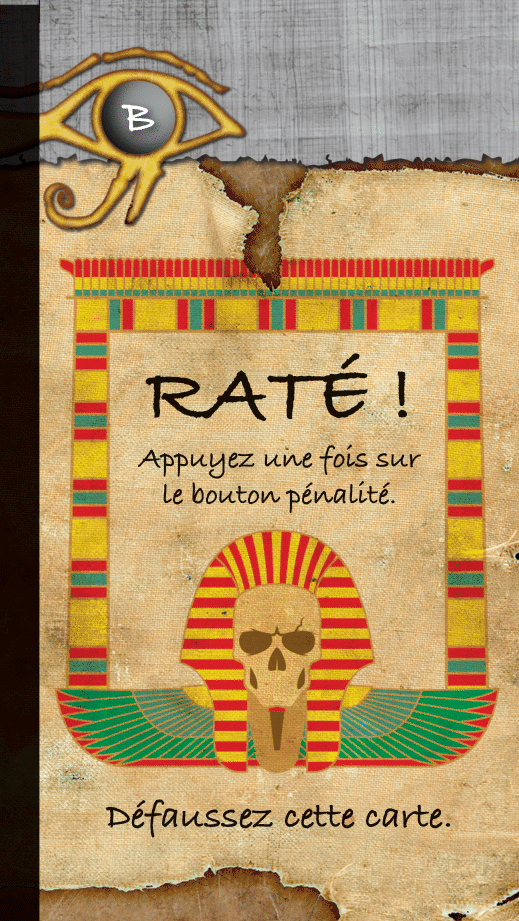 B
RATÉ !
Appuyez une fois sur
le bouton pénalité.
Défaussez cette carte.